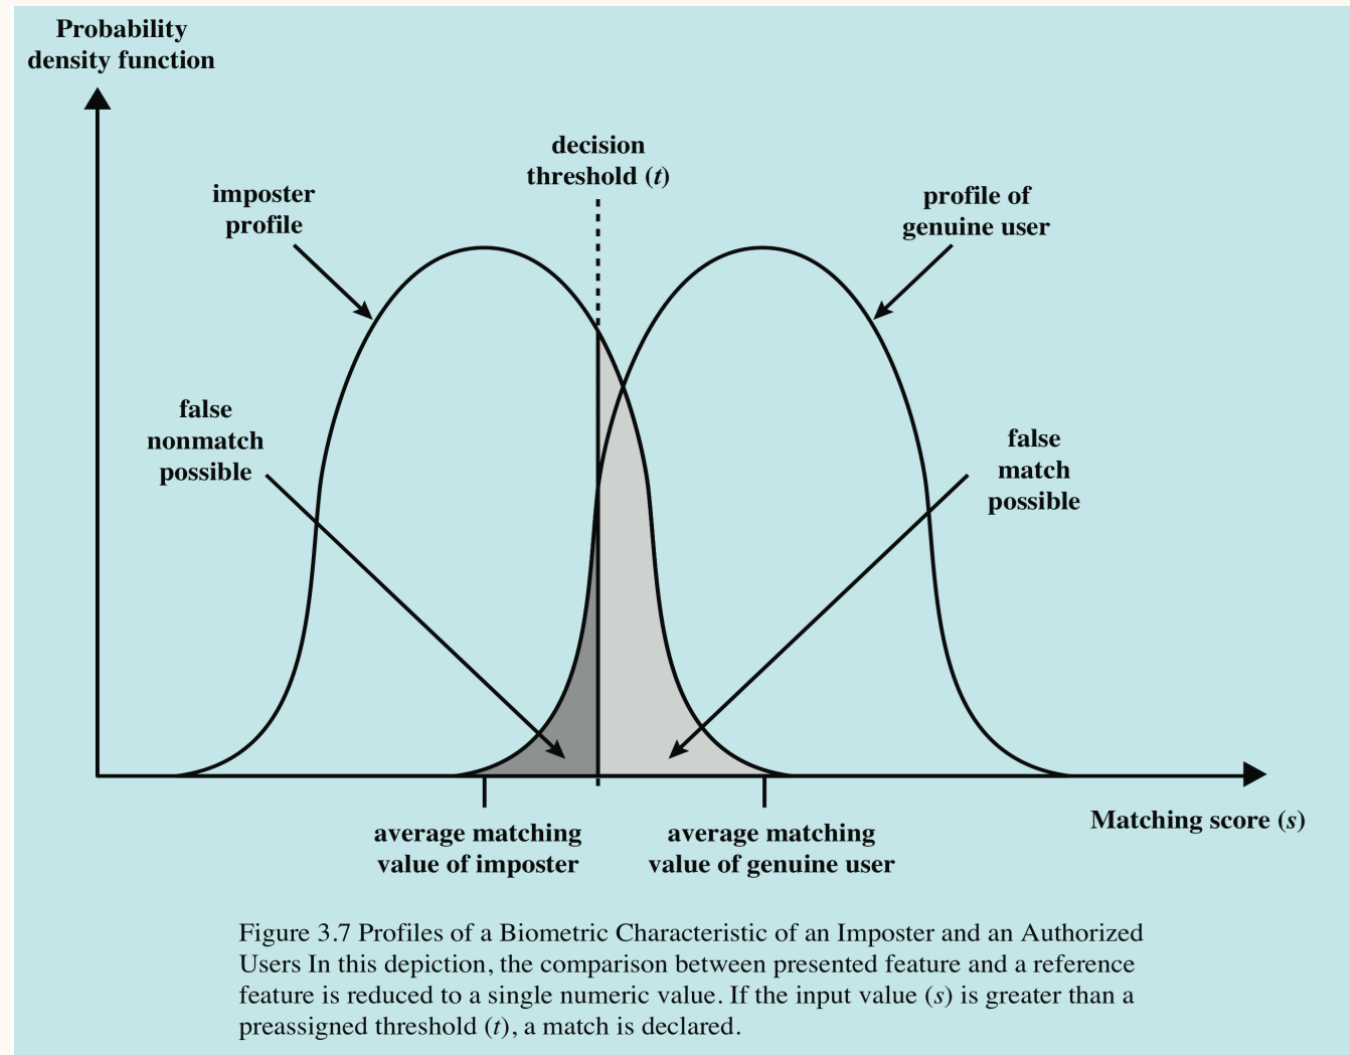 Probability
density function
decision
threshold (t)
imposter
profile
profile of
genuine user
false
nonmatch
possible
false
match
possible
average matching
value of imposter
average matching
value of genuine user
Matching score (s)
Figure 3.7 Profiles of a Biometric Characteristic of an Imposter and an Authorized
Users In this depiction, the comparison between presented feature and a reference
feature is reduced to a single numeric value. If the input value (s) is greater than a
preassigned threshold (t), a match is declared.